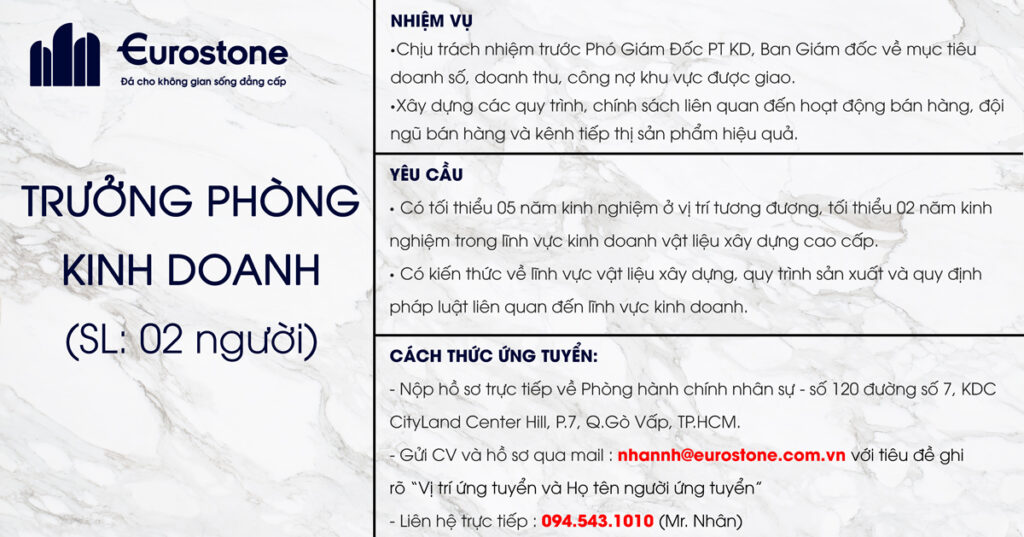 Eurostone
Đá cho không gian sống đẳng cấp
TRƯỞNG PHÒNG
KINH DOANH
(SL: 02 người)
NHIỆM VỤ
•Chịu trách nhiệm trước Phó Giám Đốc PT KD, Ban Giám đốc về mục tiêu
doanh số, doanh thu, công nợ khu vực được giao.
•Xây dựng các quy trình, chính sách liên quan đến hoạt động bán hàng, đội
ngũ bán hàng và kênh tiếp thị sản phẩm hiệu quả.
YÊU CẦU
• Có tối thiểu 05 năm kinh nghiệm ở vị trí tương đương, tối thiểu 02 năm kinh
nghiệm trong lĩnh vực kinh doanh vật liệu xây dựng cao cấp.
• Có kiến thức về lĩnh vực vật liệu xây dựng, quy trình sản xuất và quy định
pháp luật liên quan đến lĩnh vực kinh doanh.
CÁCH THỨC ỨNG TUYỂN:
- Nộp hồ sơ trực tiếp về Phòng hành chính nhân sự - số 120 đường số 7, KDC
CityLand Center Hill, P.7, Q.Gò Vấp, TP.HCM.
- Gửi CV và hồ sơ qua mail : nhannh@eurostone.com.vn với tiêu đề ghi
rõ “Vị trí ứng tuyển và Họ tên người ứng tuyển”
- Liên hệ trực tiếp : 094.543.1010 (Mr. Nhân)